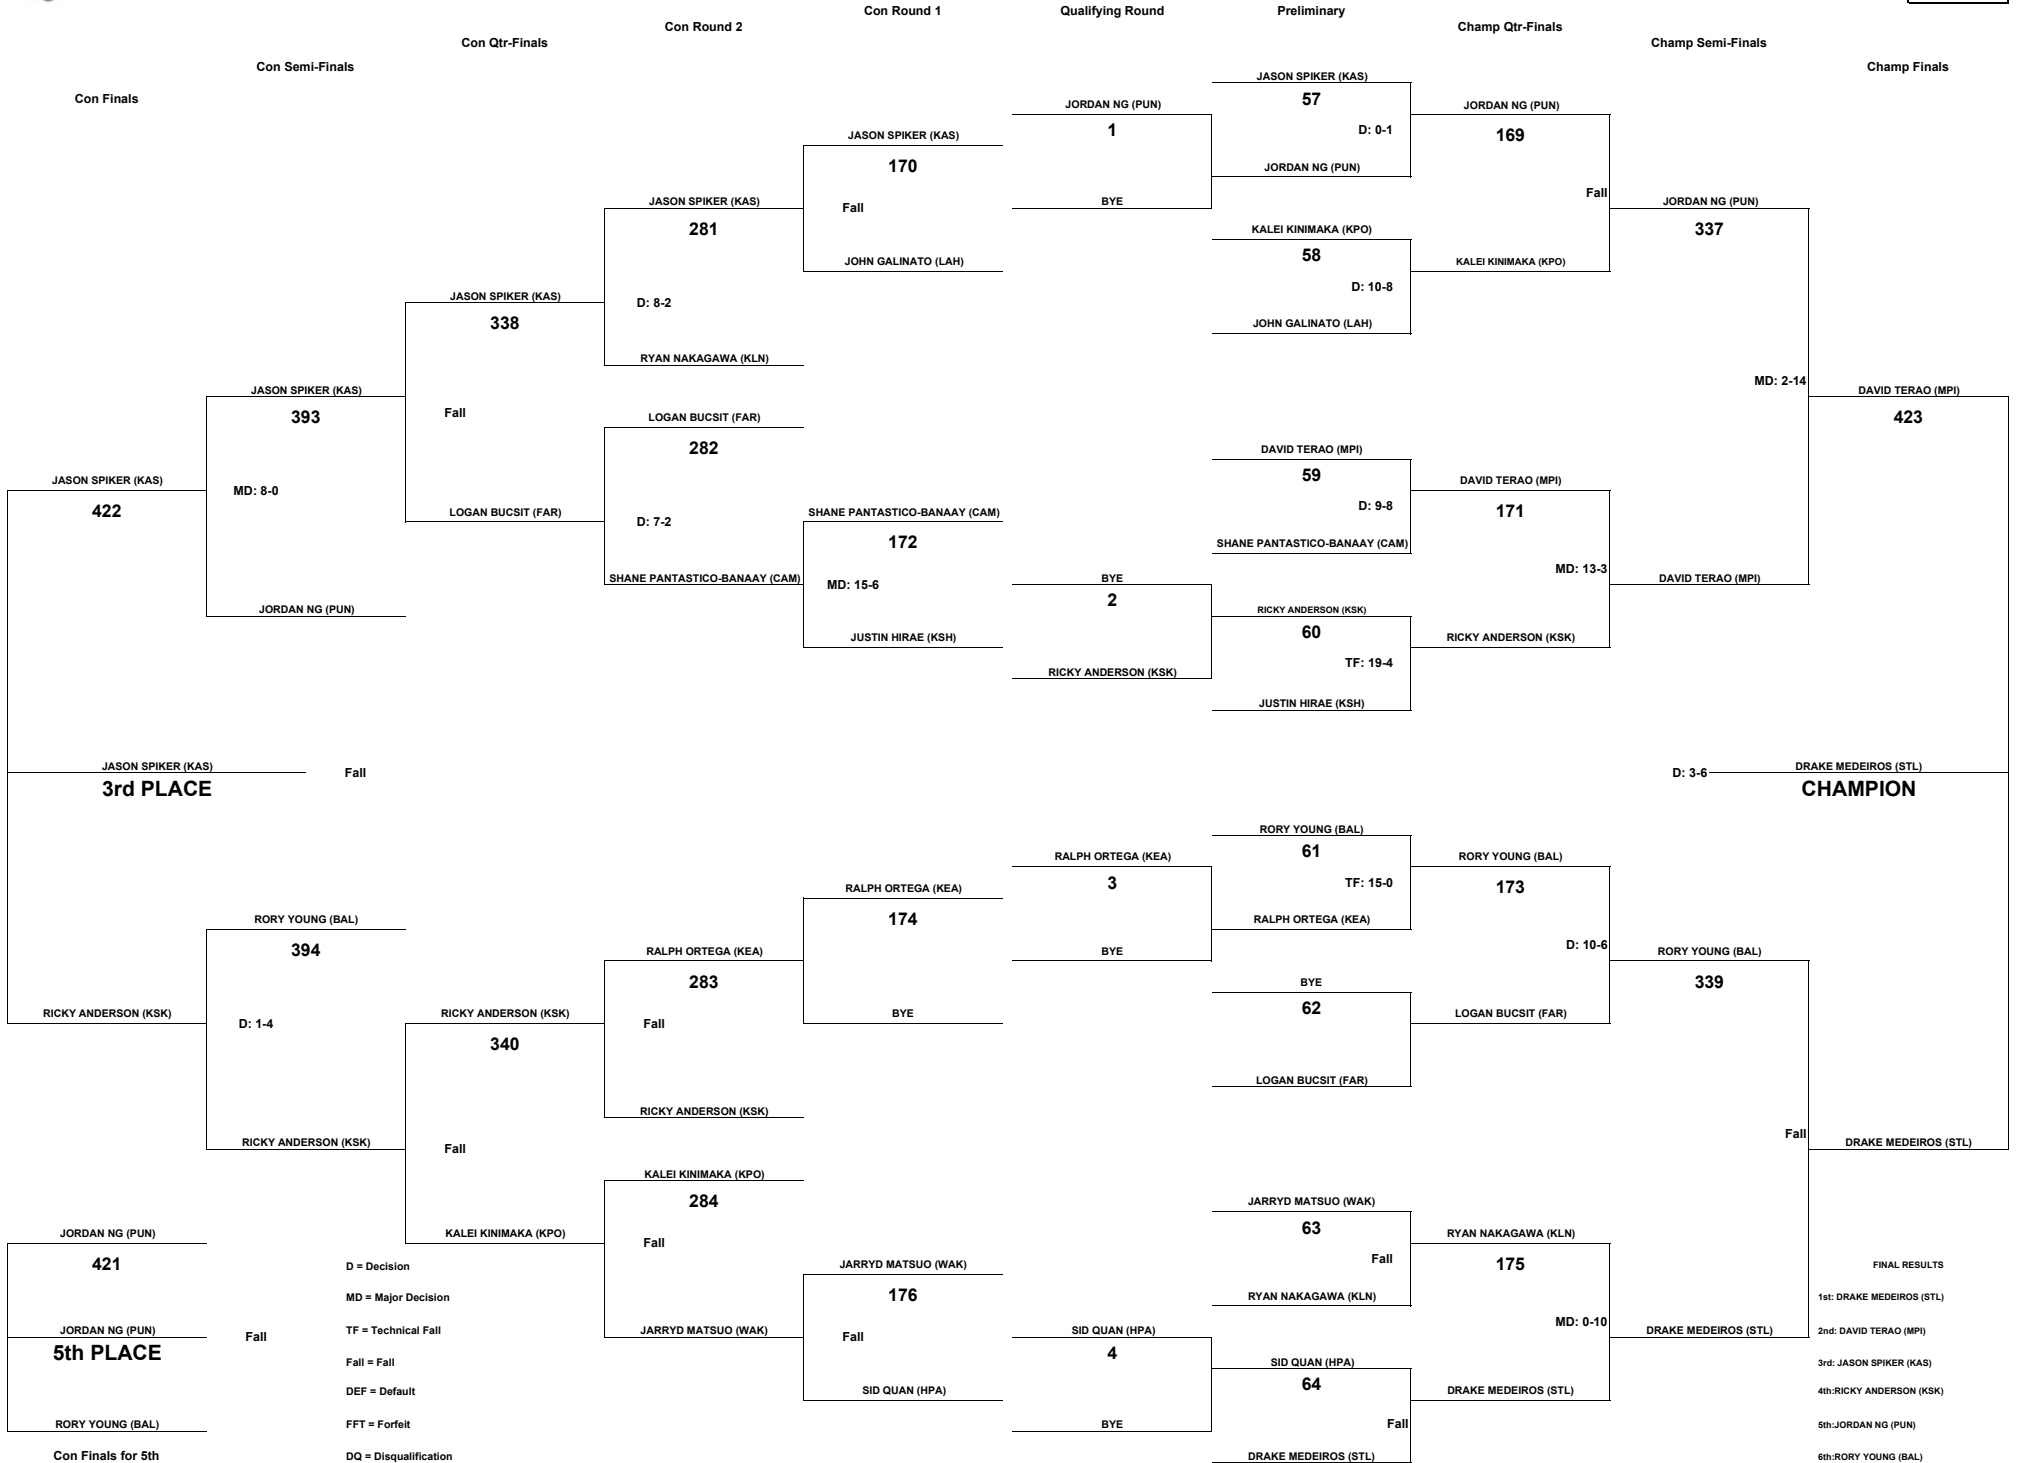 Con Round 1
Qualifying Round
Preliminary
Con Round 2
Champ Qtr-Finals
Con Qtr-Finals
Champ Semi-Finals
Con Semi-Finals
Champ Finals
Con Finals
JASON SPIKER (KAS)
57
D: 0-1
JORDAN NG (PUN)
JORDAN NG (PUN)
1
BYE
JORDAN NG (PUN)
169
Fall
KALEI KINIMAKA (KPO)
JASON SPIKER (KAS)
170
Fall
JOHN GALINATO (LAH)
JASON SPIKER (KAS)
281
D: 8-2
RYAN NAKAGAWA (KLN)
JORDAN NG (PUN)
337
KALEI KINIMAKA (KPO)
58
D: 10-8
JOHN GALINATO (LAH)
JASON SPIKER (KAS)
338
Fall
LOGAN BUCSIT (FAR)
MD: 2-14
DAVID TERAO (MPI)
423
JASON SPIKER (KAS)
393
MD: 8-0
JORDAN NG (PUN)
LOGAN BUCSIT (FAR)
282
D: 7-2
SHANE PANTASTICO-BANAAY (CAM)
DAVID TERAO (MPI)
59
D: 9-8
SHANE PANTASTICO-BANAAY (CAM)
DAVID TERAO (MPI)
171
MD: 13-3
RICKY ANDERSON (KSK)
JASON SPIKER (KAS)
422
SHANE PANTASTICO-BANAAY (CAM)
172
MD: 15-6
JUSTIN HIRAE (KSH)
BYE
2
RICKY ANDERSON (KSK)
DAVID TERAO (MPI)
RICKY ANDERSON (KSK)
60
TF: 19-4
JUSTIN HIRAE (KSH)
JASON SPIKER (KAS)
3rd PLACE
Fall
D: 3-6
DRAKE MEDEIROS (STL)
CHAMPION
RORY YOUNG (BAL)
61
TF: 15-0
RALPH ORTEGA (KEA)
RALPH ORTEGA (KEA)
3
BYE
RORY YOUNG (BAL)
173
D: 10-6
LOGAN BUCSIT (FAR)
RALPH ORTEGA (KEA)
174
BYE
RORY YOUNG (BAL)
394
D: 1-4
RICKY ANDERSON (KSK)
RALPH ORTEGA (KEA)
283
Fall
RICKY ANDERSON (KSK)
RORY YOUNG (BAL)
339
BYE
62
LOGAN BUCSIT (FAR)
RICKY ANDERSON (KSK)
RICKY ANDERSON (KSK)
340
Fall
KALEI KINIMAKA (KPO)
Fall
DRAKE MEDEIROS (STL)
KALEI KINIMAKA (KPO)
284
Fall
JARRYD MATSUO (WAK)
JARRYD MATSUO (WAK)
63
Fall
RYAN NAKAGAWA (KLN)
RYAN NAKAGAWA (KLN)
175
MD: 0-10
DRAKE MEDEIROS (STL)
JARRYD MATSUO (WAK)
176
Fall
SID QUAN (HPA)
SID QUAN (HPA)
4
BYE
DRAKE MEDEIROS (STL)
SID QUAN (HPA)
64
Fall
DRAKE MEDEIROS (STL)
JORDAN NG (PUN)
421
JORDAN NG (PUN)
5th PLACE
Fall
RORY YOUNG (BAL)
Con Finals for 5th
D = Decision
MD = Major Decision
TF = Technical Fall
Fall = Fall
DEF = Default
FFT = Forfeit
DQ = Disqualification
FINAL RESULTS
1st: DRAKE MEDEIROS (STL)
2nd: DAVID TERAO (MPI)
3rd: JASON SPIKER (KAS)
4th:RICKY ANDERSON (KSK)
5th:JORDAN NG (PUN)
6th:RORY YOUNG (BAL)